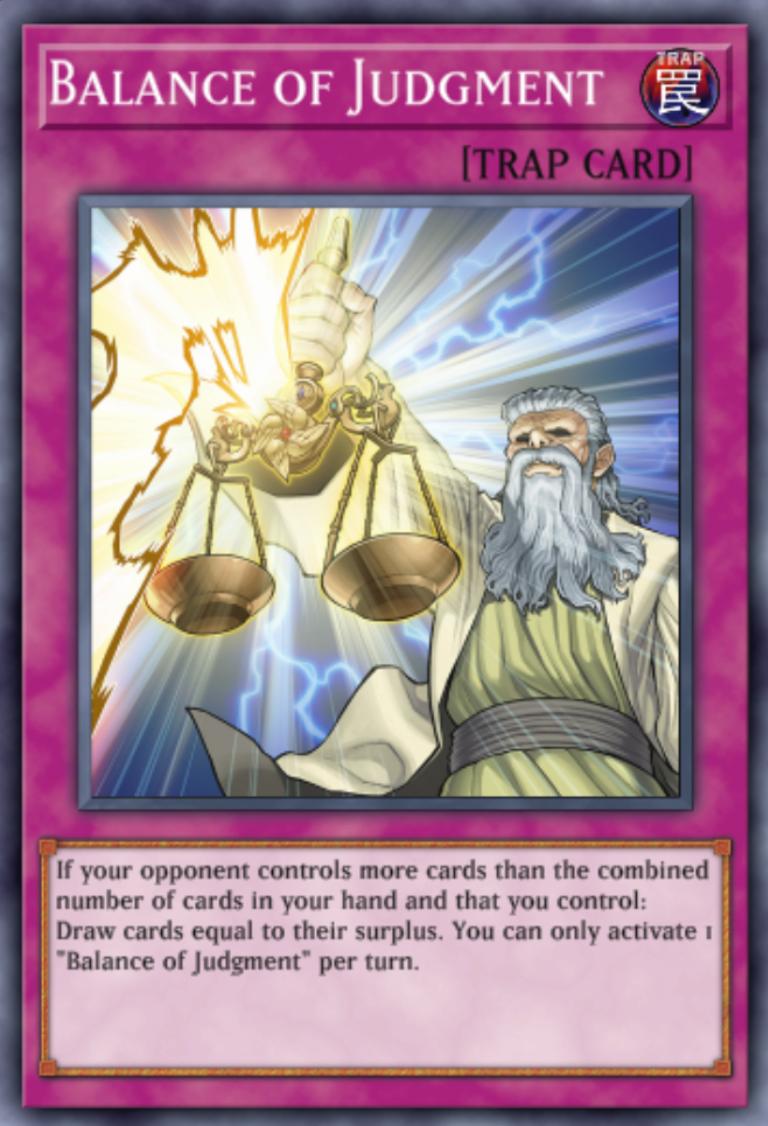 BALANCE OF JUDGMENT
TRAP
罠
[TRAP CARD]
If your opponent controls more cards than the combined
number of cards in your hand and that you control:
Draw cards equal to their surplus. You can only activate 1
"Balance of Judgment" per turn.